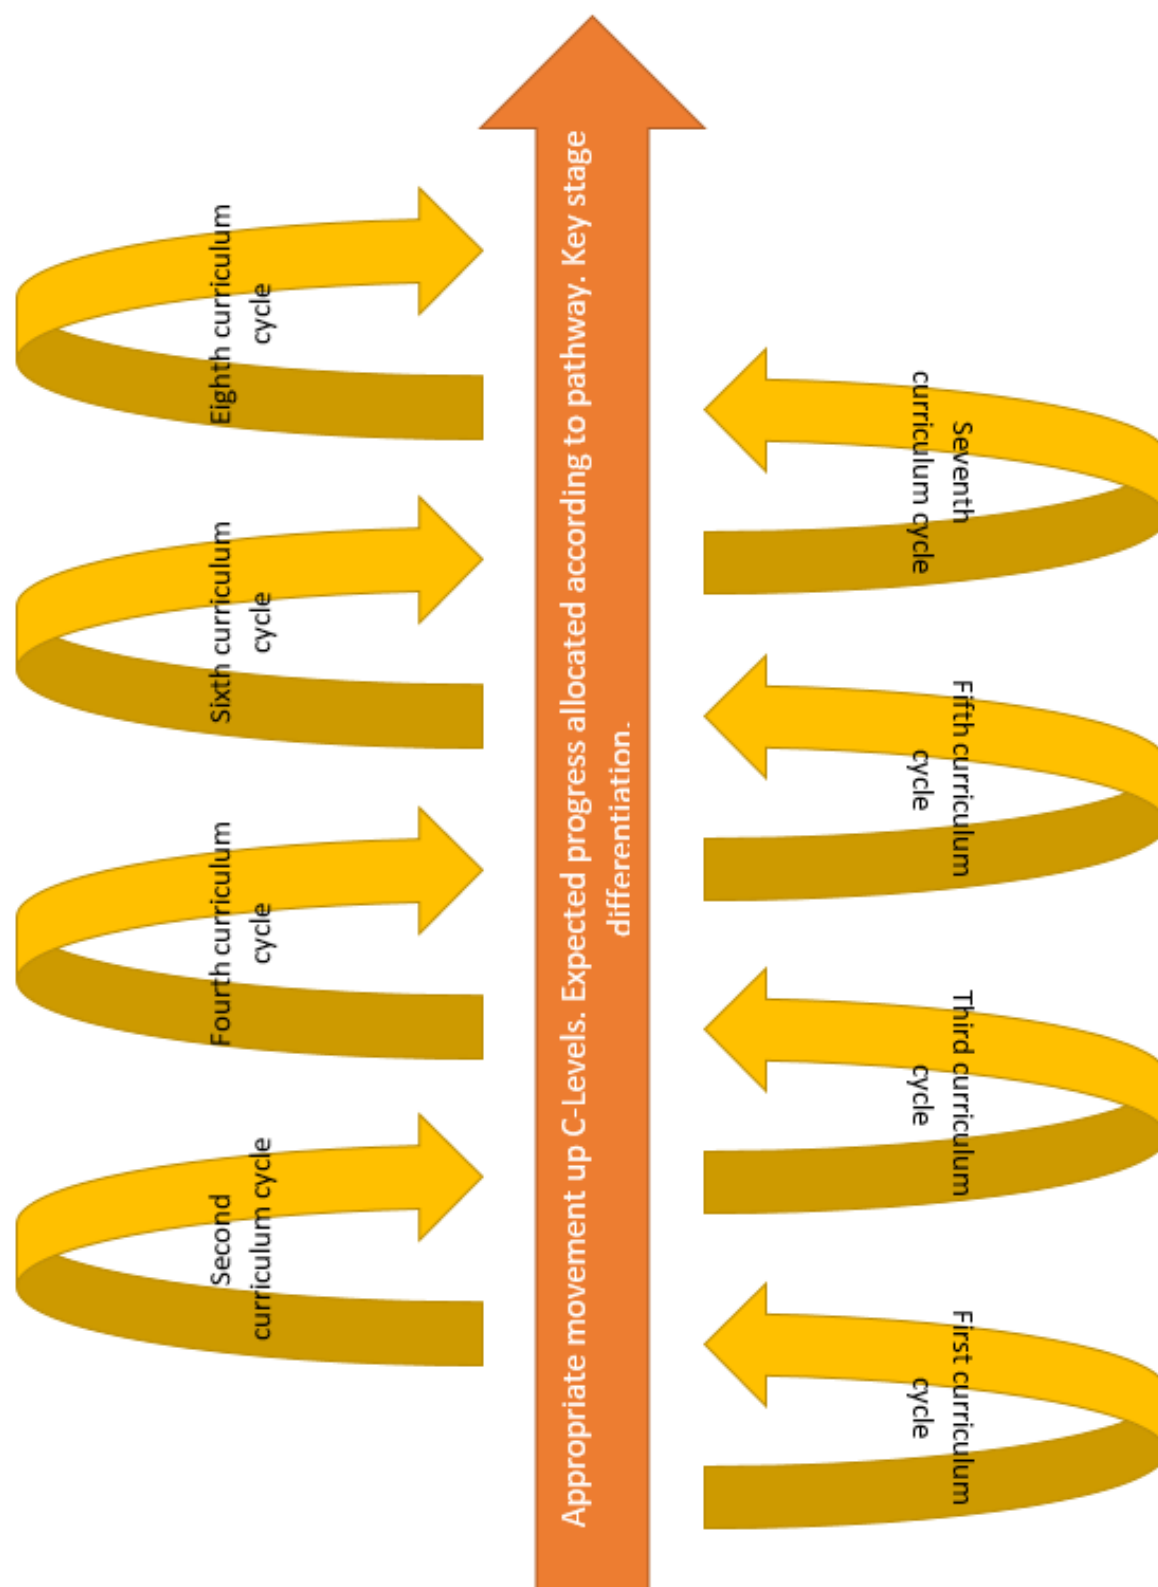 Eighth curriculum
cycle
Sixth curriculum
cycle
Fourth curriculum
cycle
Second
curriculum cycle
Appropriate movement up C-Levels. Expected progress allocated according to pathway. Key stage
differentiation.
Seventh
curriculum cycle
Fifth curriculum
cycle
Third curriculum
cycle
First curriculum
cycle